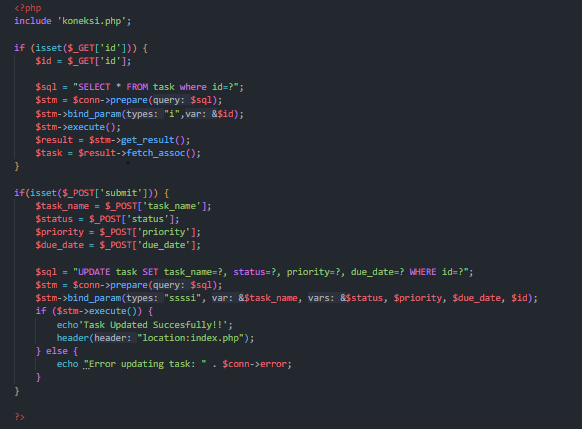 <?php
include 'koneksi.php';
if (isset($_GET['id'])) {
$id = $_GET['id'];
$sql = "SELECT * FROM task where id=?";
$stm = $conn->prepare(query: $sql);
$stm->bind_param(types: "i",var: &$id);
$stm->execute();
$result = $stm->get_result();
$task = $result->fetch_assoc();
}
if(isset($_POST['submit'])) {
$task_name = $_POST['task_name'];
$status = $_POST['status'];
$priority = $_POST['priority'];
$due_date = $_POST['due_date'];
$sql = "UPDATE task SET task_name=?, status=?, priority=?, due_date=? WHERE id=?";
$stm = $conn->prepare(query: $sql);
$stm->bind_param(types: "ssssi", var: &$task_name, vars: &$status, $priority, $due_date, $id);
if ($stm->execute()) {
echo'Task Updated Succesfully!!';
header(header: "location:index.php");
} else {
echo "Error updating task: " . $conn->error;
}
}
?>